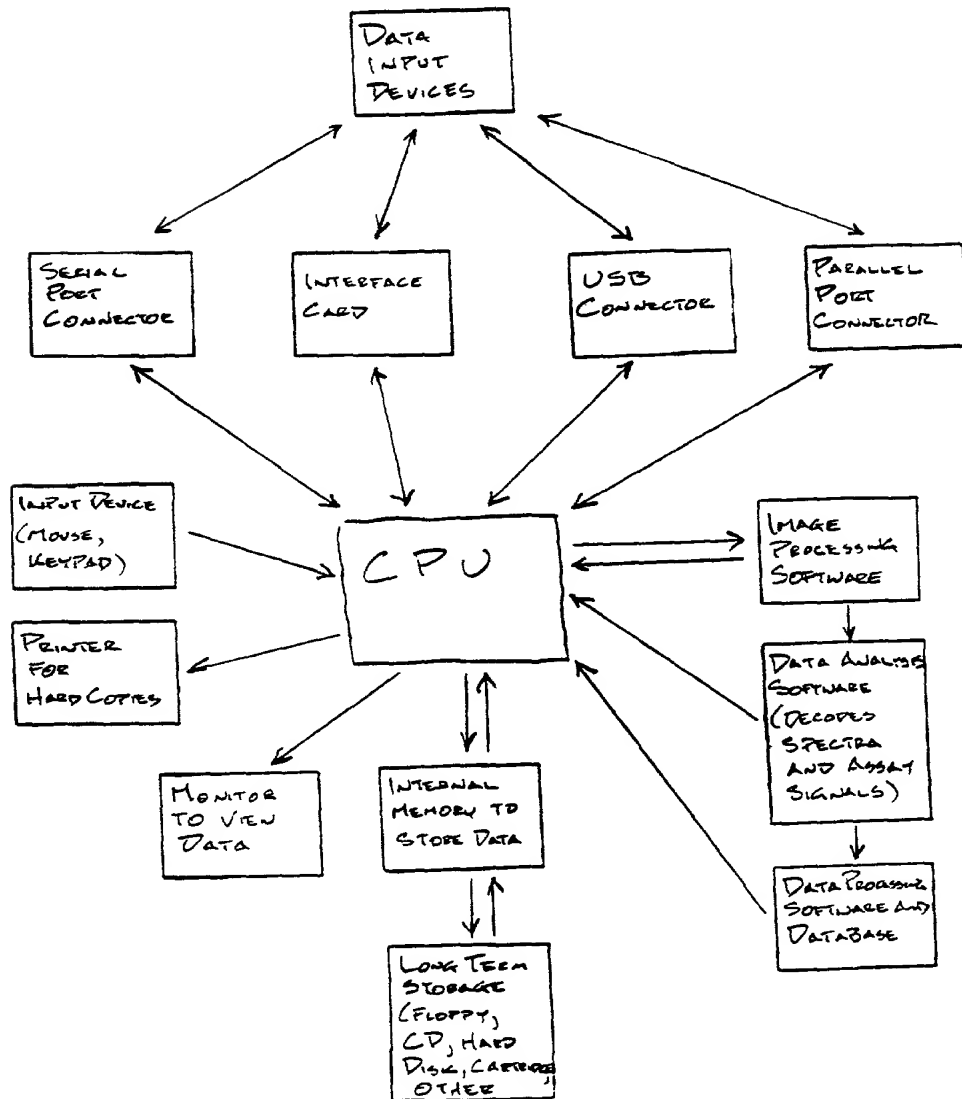 DATA
INPUT
DEVICES
SERIAL
PORT
CONNECTOR
INTERFACE
CARD
USB
CONNECTOR
PARALLEL
PORT
CONNECTOR
INPUT DEVICE
(MOUSE,
KEYPAD)
CPU
IMAGE
PROCESSING
SOFTWARE
PRINTER
FOR
HARD COPIES
DATA ANALYSIS
SOFTWARE
(DECODES
SPECTRA
AND ASSAY
SIGNALS)
MONITOR
TO VIEW
DATA
INTERNAL
MEMORY TO
STORE DATA
DATA PROCESSING
SOFTWARE AND
DATABASE
LONG TERM
STORAGE
(FLOPPY,
CD, HARD
DISK, CARTRIDGE,
OTHER